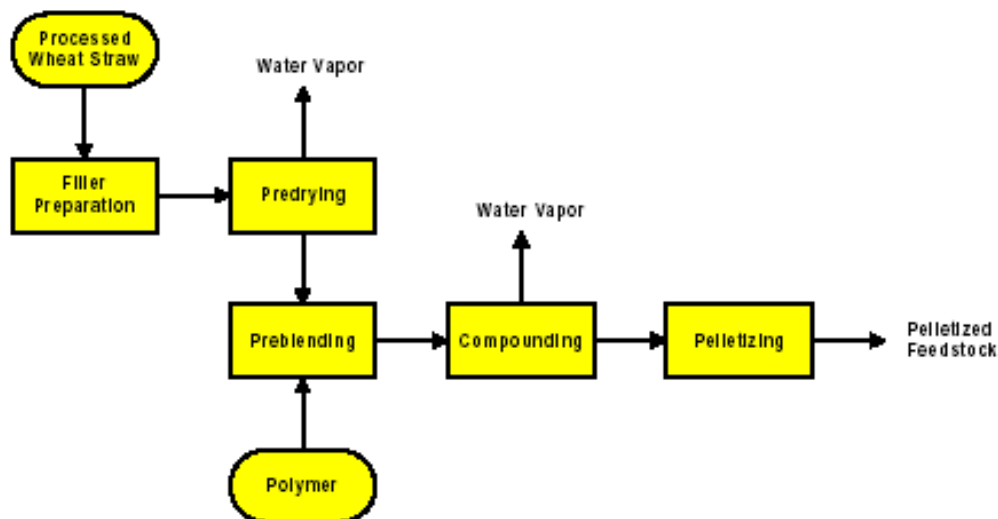 Processed
Wheat Straw
Water Vapor
Filler
Preparation
Predrying
Water Vapor
Preblending
Compounding
Pelletizing
Pelletized
Feedstock
Polymer